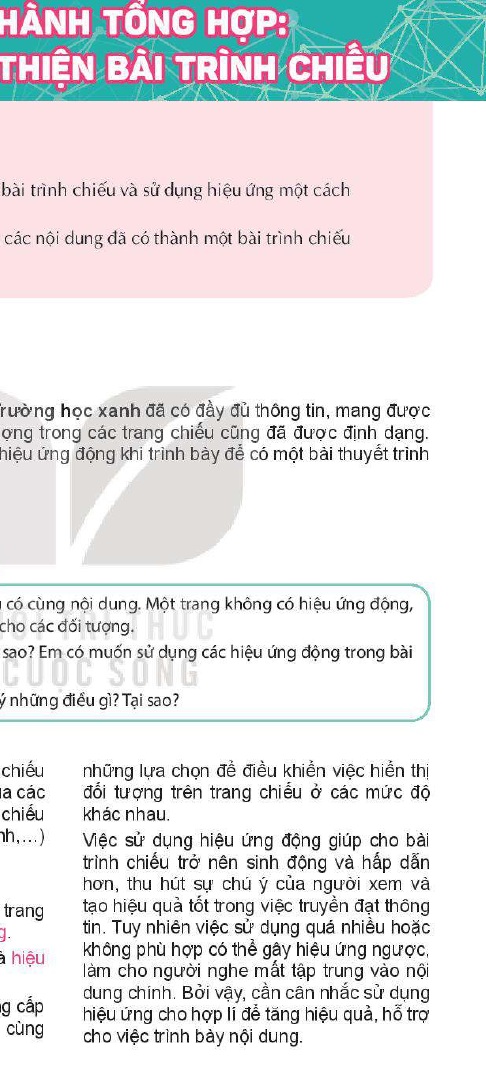 HÀNH TỔNG HỢP:
THIỆN BÀI TRÌNH CHIẾU
bài trình chiếu và sử dụng hiệu ứng một cách
các nội dung đã có thành một bài trình chiếu
rường học xanh đã có đầy đủ thông tin, mang được
ợng trong các trang chiếu cũng đã được định dạng.
hiệu ứng động khi trình bày để có một bài thuyết trình
có cùng nội dung. Một trang không có hiệu ứng động,
cho các đối tượng.
sao? Em có muốn sử dụng các hiệu ứng động trong bài
ý những điều gì? Tại sao?
TRI THỨC
CUỘC SỐNG
chiếu
ủa các
chiếu
nh,...)
trang
g.
à hiệu
ng cấp
cùng
những lựa chọn để điều khiển việc hiển thị
đối tượng trên trang chiếu ở các mức độ
khác nhau.
Việc sử dụng hiệu ứng động giúp cho bài
trình chiếu trở nên sinh động và hấp dẫn
hơn, thu hút sự chú ý của người xem và
tạo hiệu quả tốt trong việc truyền đạt thông
tin. Tuy nhiên việc sử dụng quá nhiều hoặc
không phù hợp có thể gây hiệu ứng ngược,
làm cho người nghe mất tập trung vào nội
dung chính. Bởi vậy, cần cân nhắc sử dụng
hiệu ứng cho hợp lí để tăng hiệu quả, hỗ trợ
cho việc trình bày nội dung.